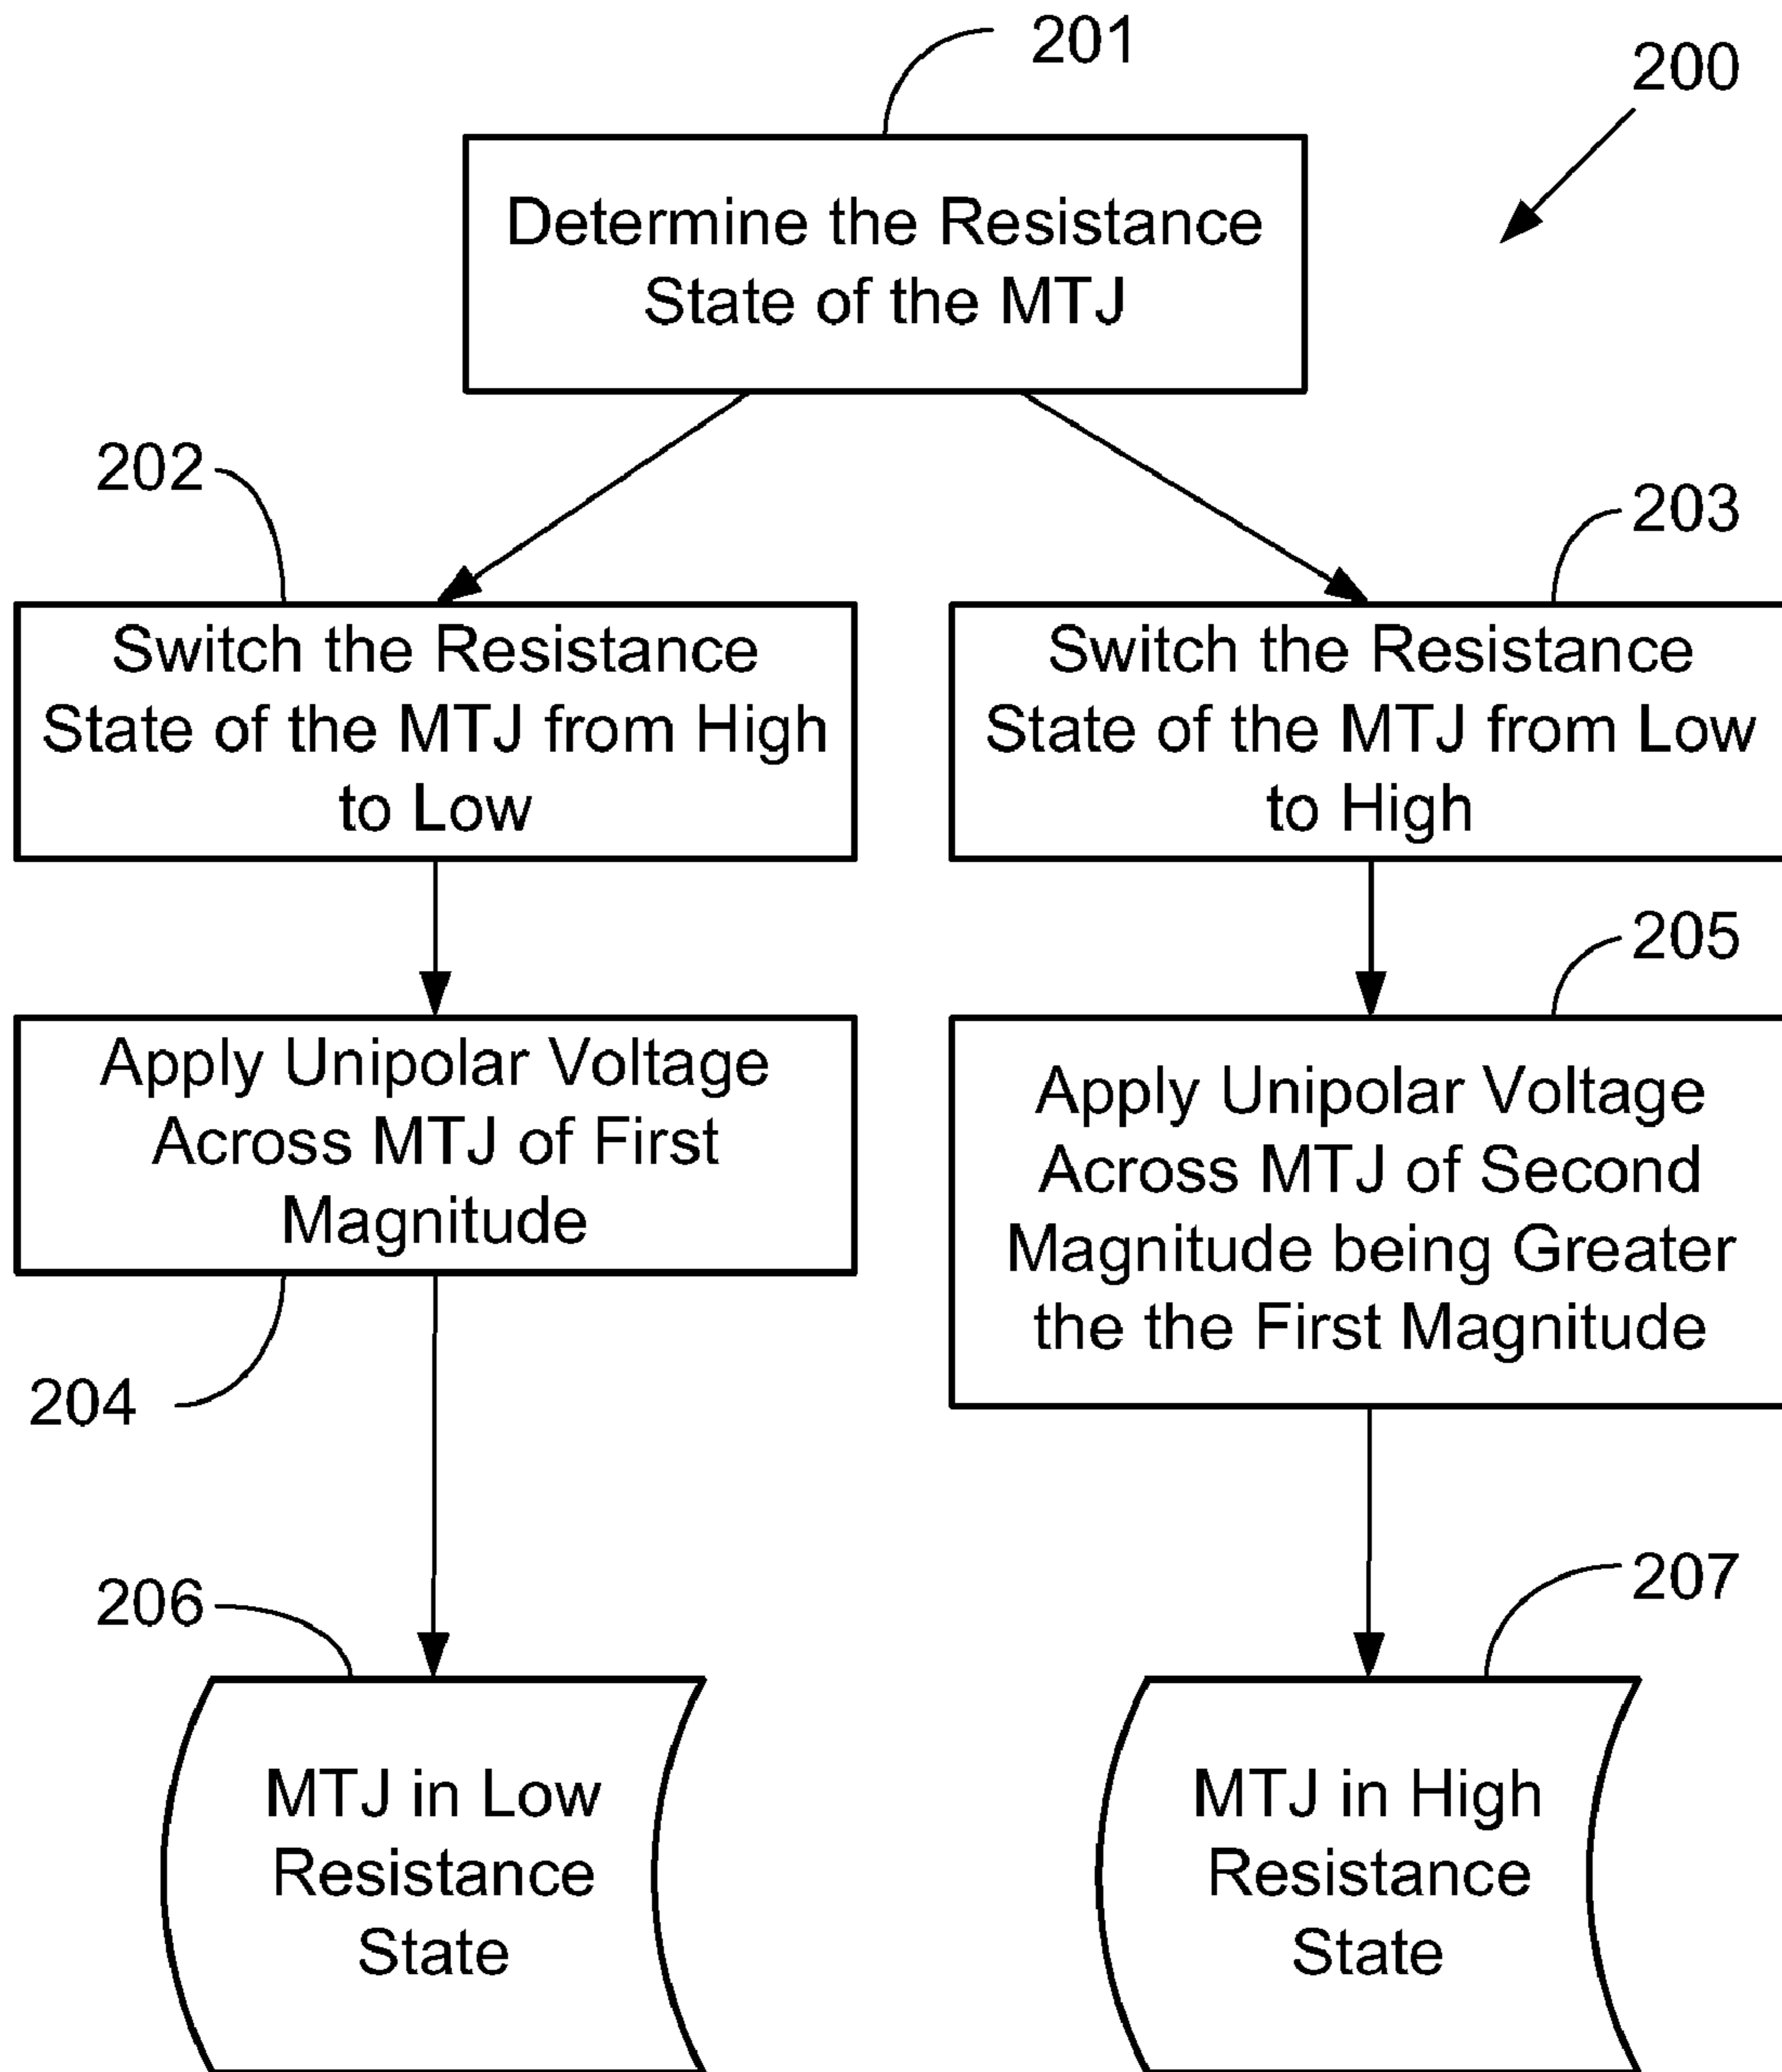 201
200
Determine the Resistance
State of the MTJ
202
203
Switch the Resistance
State of the MTJ from High
to Low
Switch the Resistance
State of the MTJ from Low
to High
205
Apply Unipolar Voltage
Across MTJ of First
Magnitude
Apply Unipolar Voltage
Across MTJ of Second
Magnitude being Greater
the the First Magnitude
204
206
207
MTJ in Low
Resistance
State
MTJ in High
Resistance
State